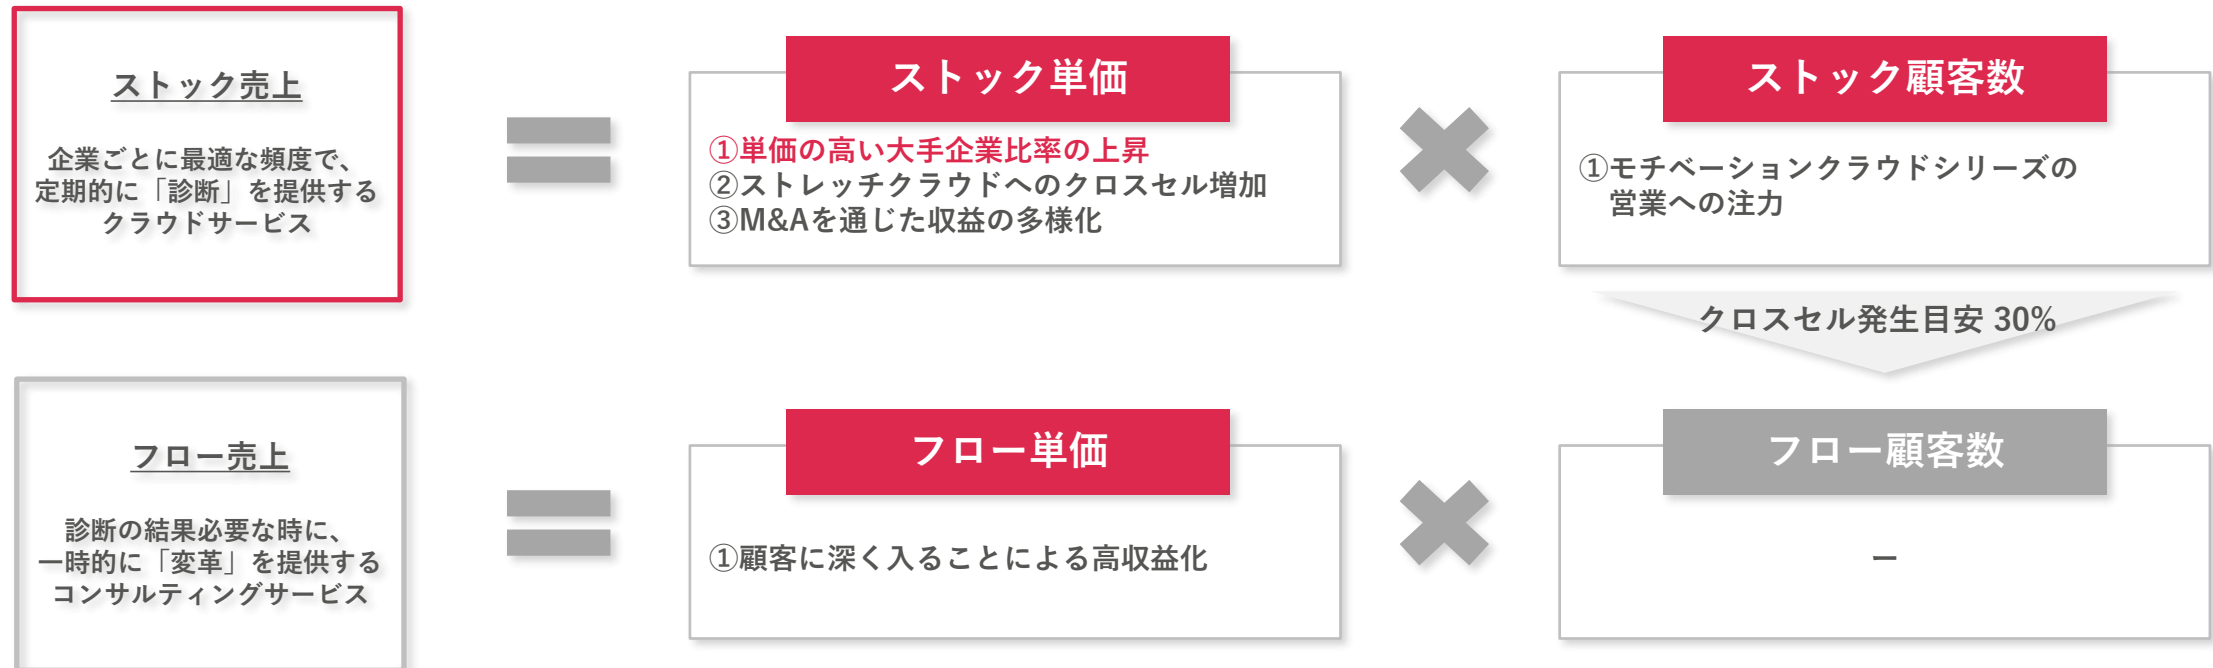 ストック売上
企業ごとに最適な頻度で、
定期的に「診断」を提供する
クラウドサービス
ストック単価
①単価の高い大手企業比率の上昇
②ストレッチクラウドへのクロスセル増加
③M&Aを通じた収益の多様化
ストック顧客数
①モチベーションクラウドシリーズの
営業への注力
クロスセル発生目安 30%
フロー売上
診断の結果必要な時に、
一時的に「変革」を提供する
コンサルティングサービス
フロー単価
①顧客に深く入ることによる高収益化
フロー顧客数
ー